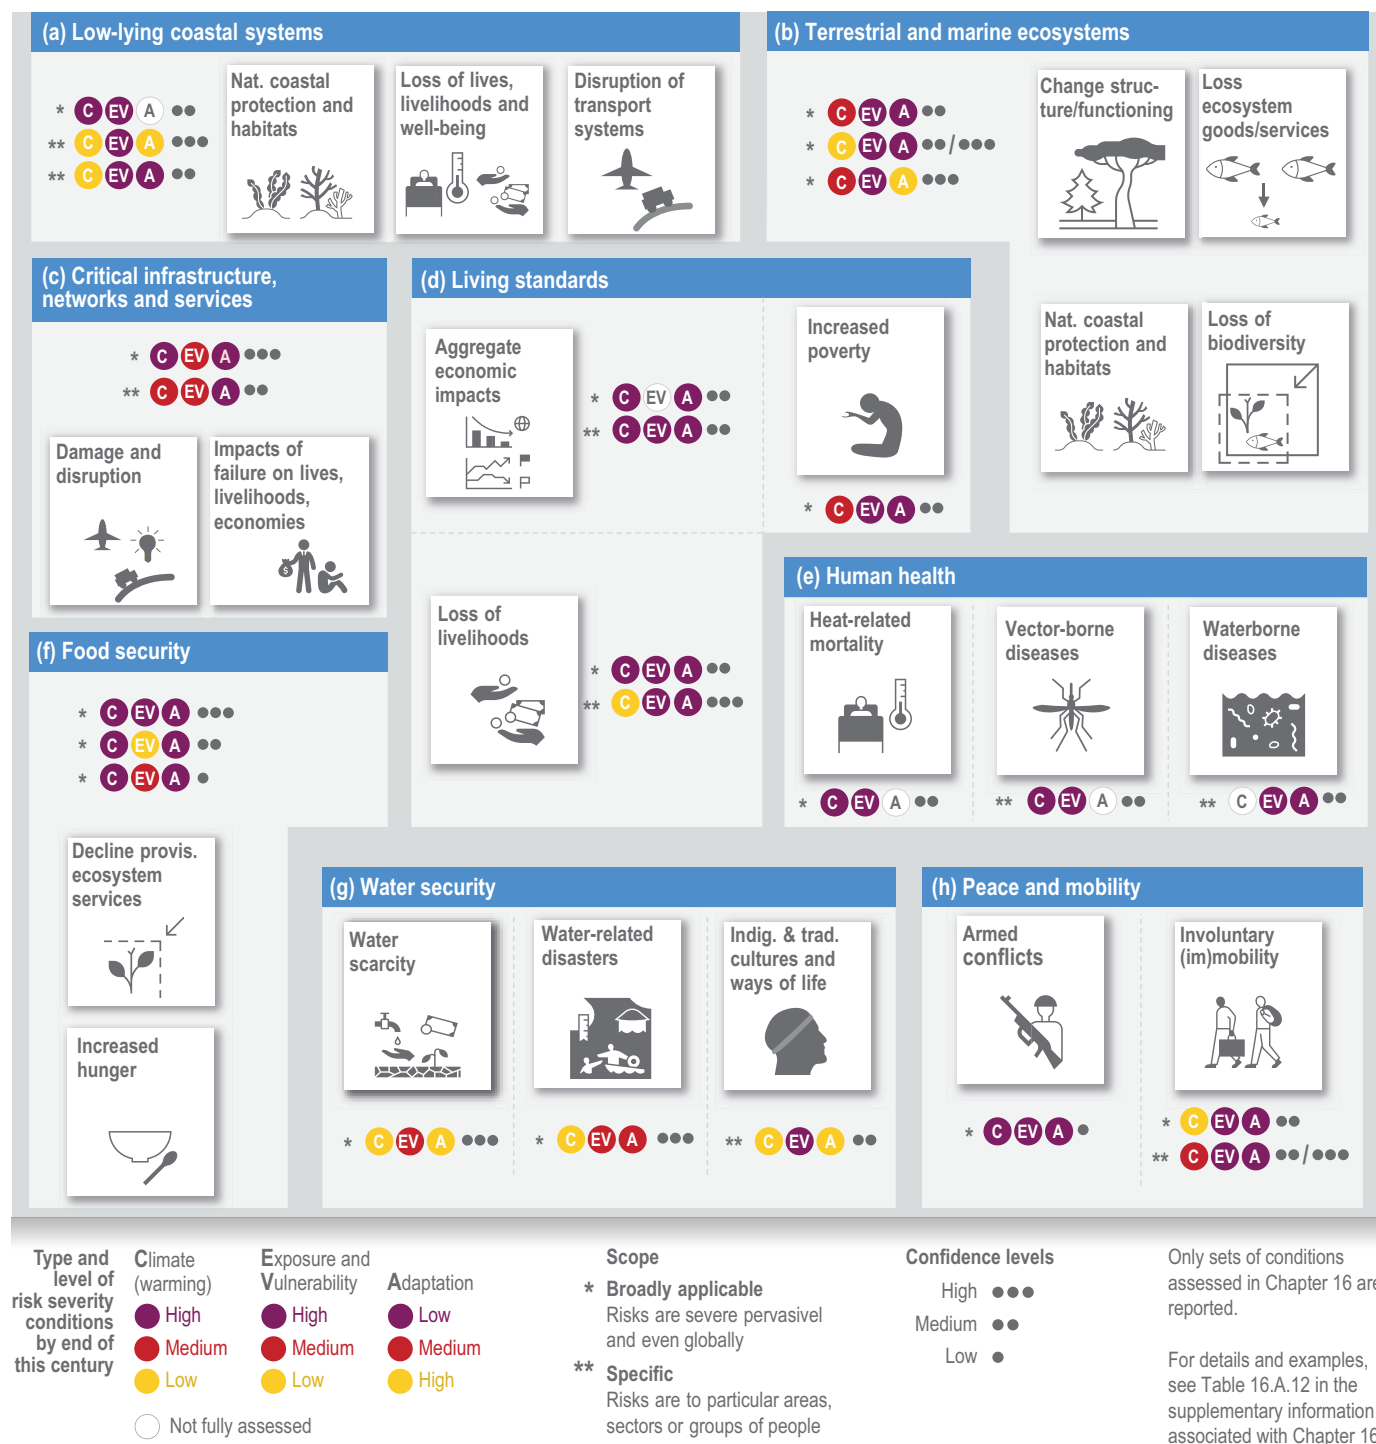 (a) Low-lying coastal systems
* C EV A
** C EV A
** C EV A
Nat. coastal
protection and
habitats
Loss of lives,
livelihoods and
well-being
Disruption of
transport
systems
(b) Terrestrial and marine ecosystems
* C EV A
* C EV A /
* C EV A
Change struc-
ture/functioning
Loss
ecosystem
goods/services
Nat. coastal
protection and
habitats
Loss of
biodiversity
(c) Critical infrastructure,
networks and services
* C EV A
** C EV A
Damage and
disruption
Impacts of
failure on lives,
livelihoods,
economies
$
(d) Living standards
Aggregate
economic
impacts
* C EV A
** C EV A
Increased
poverty
* C EV A
Loss of
livelihoods
* C EV A
** C EV A
(e) Human health
Heat-related
mortality
* C EV A
Vector-borne
diseases
** C EV A
Waterborne
diseases
** C EV A
(f) Food security
* C EV A
* C EV A
* C EV A
Decline provis.
ecosystem
services
Increased
hunger
(g) Water security
Water
scarcity
* C EV A
Water-related
disasters
* C EV A
Indig. & trad.
cultures and
ways of life
** C EV A
(h) Peace and mobility
Armed
conflicts
* C EV A
Involuntary
(im)mobility
* C EV A
** C EV A /
Type and
level of
risk severity
conditions
by end of
this century
Climate
(warming)
High
Medium
Low
Not fully assessed
Exposure and
Vulnerability
High
Medium
Low
Adaptation
Low
Medium
High
Scope
* Broadly applicable
Risks are severe pervasivel
and even globally
** Specific
Risks are to particular areas,
sectors or groups of people
Confidence levels
High
Medium
Low
Only sets of conditions
assessed in Chapter 16 are
reported.
For details and examples,
see Table 16.A.12 in the
supplementary information
associated with Chapter 16